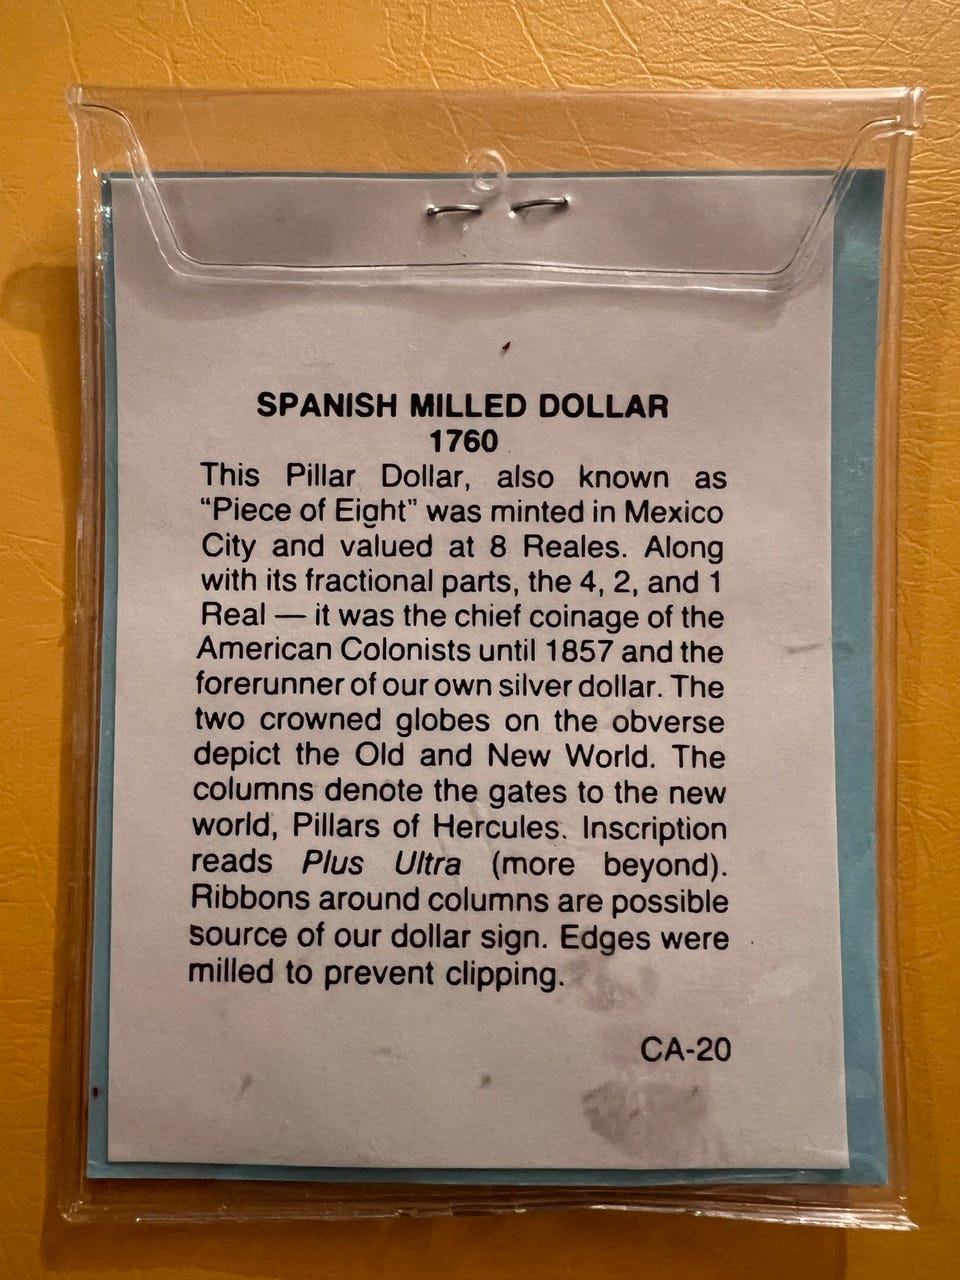 SPANISH MILLED DOLLAR
1760
This Pillar Dollar, also known as
“Piece of Eight” was minted in Mexico
City and valued at 8 Reales. Along
with its fractional parts, the 4, 2, and 1
Real — it was the chief coinage of the
American Colonists until 1857 and the
forerunner of our own silver dollar. The
two crowned globes on the obverse
depict the Old and New World. The
columns denote the gates to the new
world, Pillars of Hercules. Inscription
reads Plus Ultra (more beyond).
Ribbons around columns are possible
source of our dollar sign. Edges were
milled to prevent clipping.
CA-20